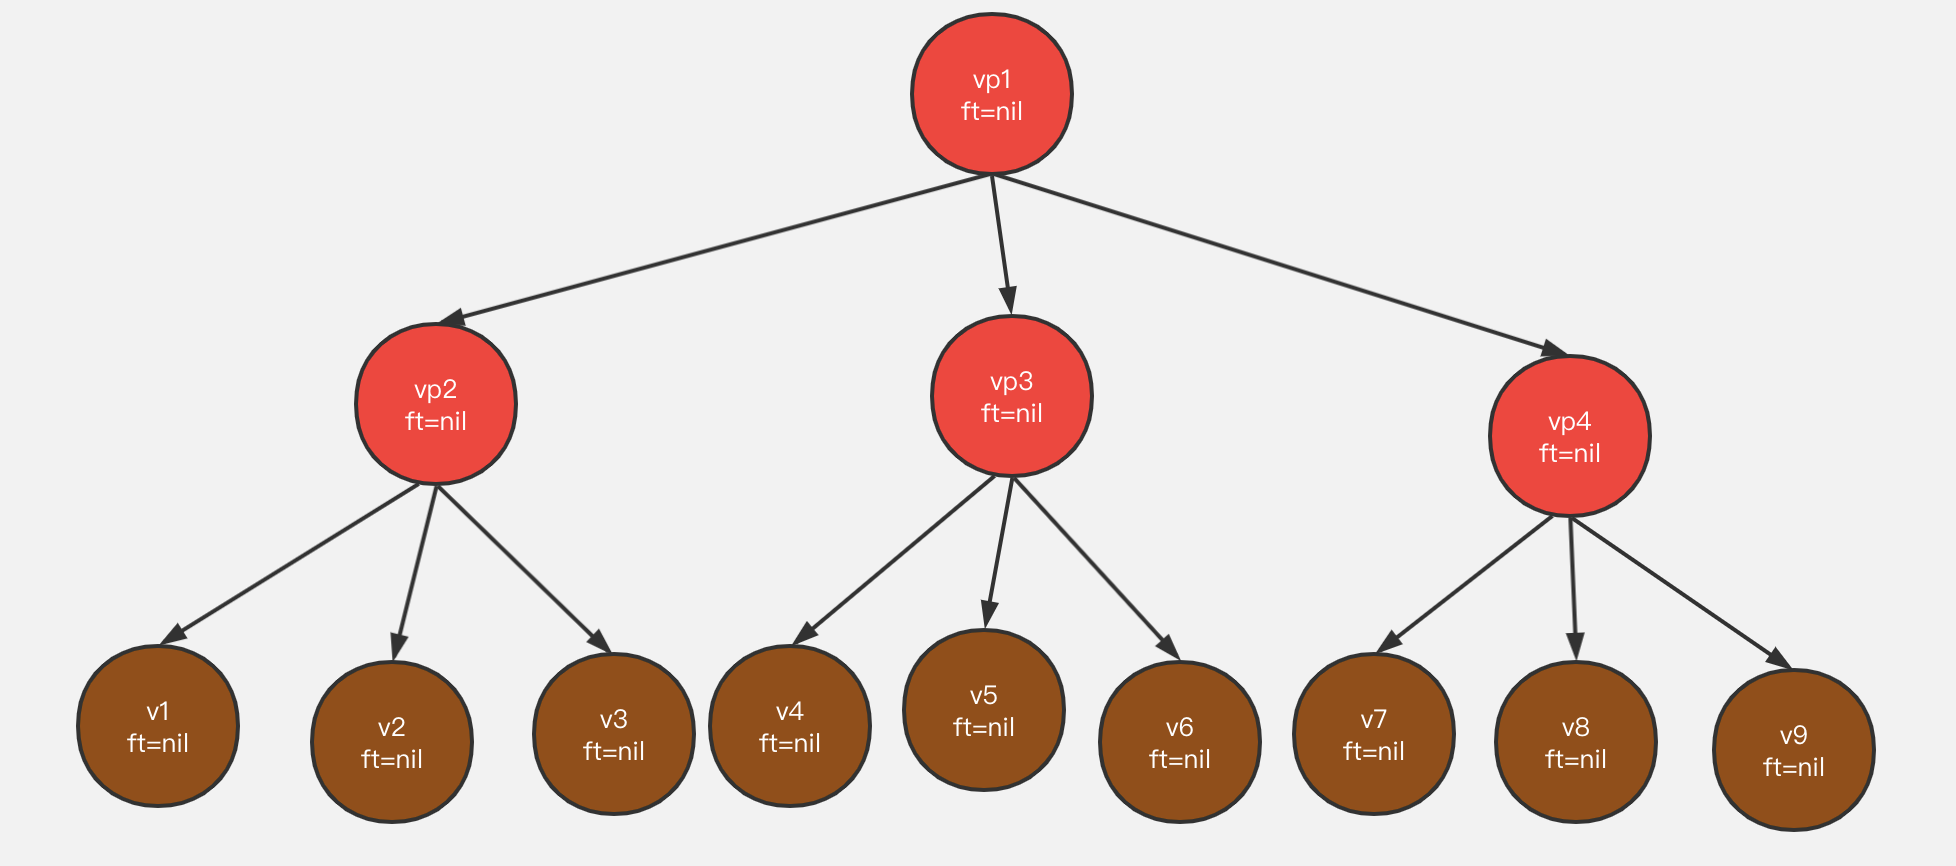 vp1
ft=nil
vp2
ft=nil
vp3
ft=nil
vp4
ft=nil
v1
ft=nil
v2
ft=nil
v3
ft=nil
v4
ft=nil
v5
ft=nil
v6
ft=nil
v7
ft=nil
v8
ft=nil
v9
ft=nil